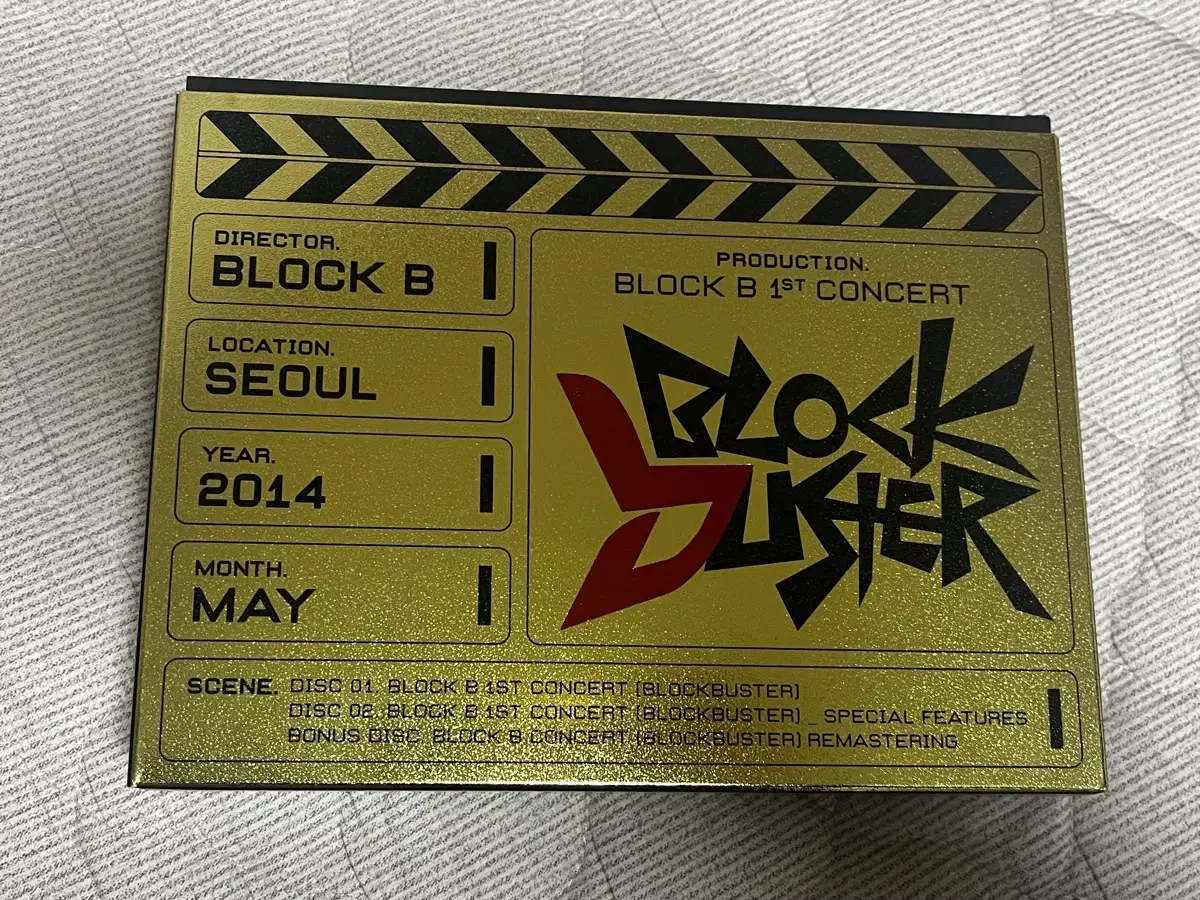 DIRECTOR.
BLOCK B
LOCATION.
SEOUL
YEAR.
2014
MONTH.
MAY
PRODUCTION.
BLOCK B 1ST CONCERT
BLOCK
bUSTER
SCENE. DISC 01. BLOCK B 1ST CONCERT [BLOCKBUSTER]
DISC 02. BLOCK B 1ST CONCERT [BLOCKBUSTER] _ SPECIAL FEATURES
BONUS DISC. BLOCK B CONCERT [BLOCKBUSTER] REMASTERING